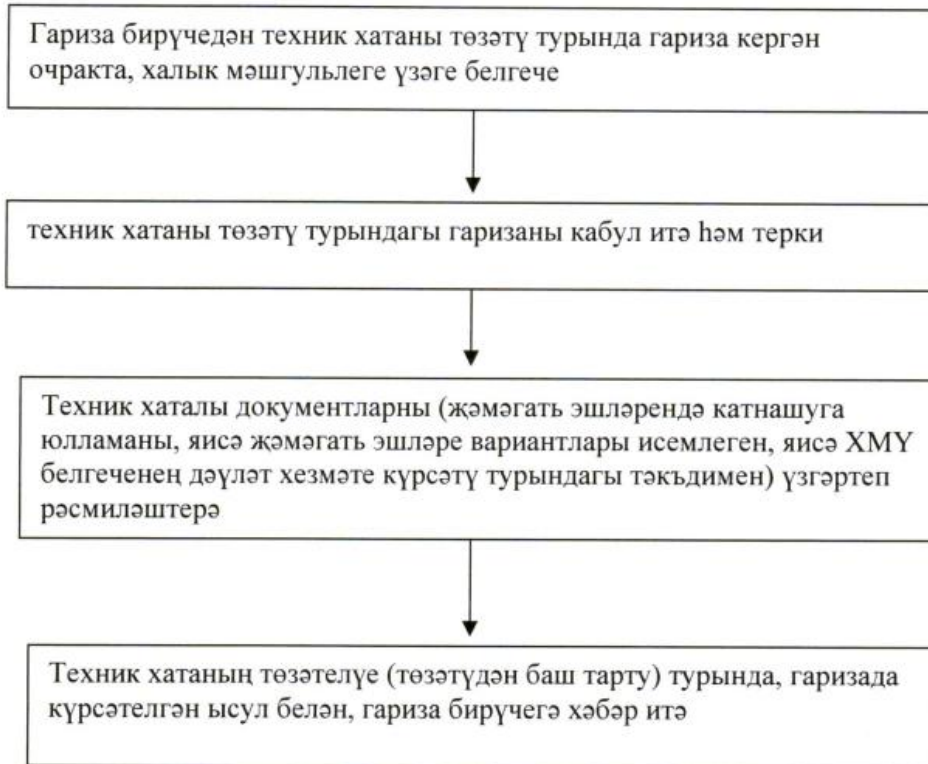 Гариза бирүчедән техник хатаны төзәтү турында гариза кергән
очракта, халык мәшгульлеге үзәге белгече
техник хатаны төзәтү турындагы гаризаны кабул итә һәм терки
Техник хаталы документларны (җәмәгать эшләрендә катнашуга
юлламаны, яисә җәмәгать эшләре вариантлары исемлеген, яисә ХМҮ
белгеченең дәүләт хезмәте күрсәтү турындагы тәкъдимен) үзгәртеп
рәсмиләштерә
Техник хатаның төзәтелүе (төзәтүдән баш тарту) турында, гаризада
күрсәтелгән ысул белән, гариза бирүчегә хәбәр итә